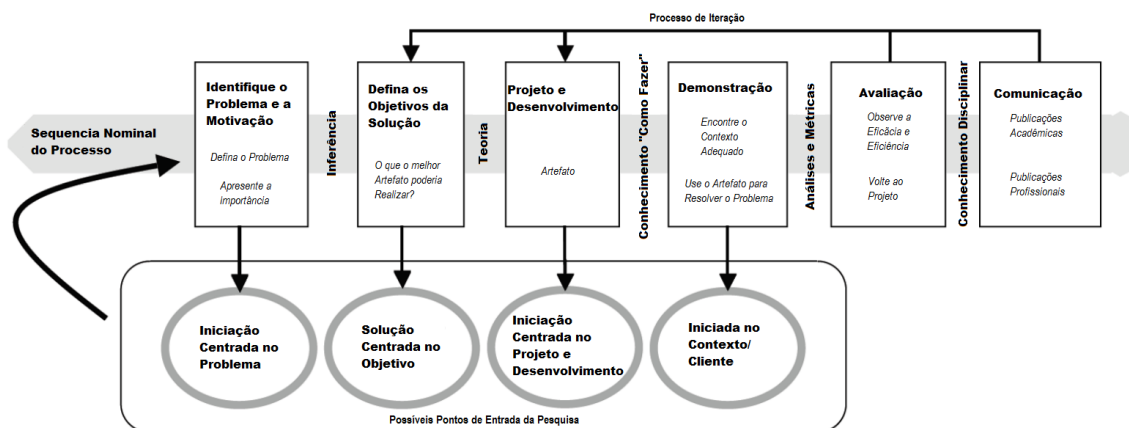 Processo de Iteração
Sequencia Nominal
do Processo
Identifique o
Problema e a
Motivação
Defina o Problema
Apresente a
importância
Inferência
Defina os
Objetivos da
Solução
O que o melhor
Artefato poderia
Realizar?
Teoria
Projeto e
Desenvolvimento
Artefato
Conhecimento "Como Fazer"
Demonstração
Encontre o
Contexto
Adequado
Use o Artefato para
Resolver o Problema
Análises e Métricas
Avaliação
Observe a
Eficâcia e
Eficiência
Volte ao
Projeto
Conhecimento Disciplinar
Comunicação
Publicações
Acadêmicas
Publicações
Profissionais
Iniciação
Centrada no
Problema
Solução
Centrada no
Objetivo
Iniciação
Centrada no
Projeto e
Desenvolvimento
Iniciada no
Contexto/
Cliente
Possíveis Pontos de Entrada da Pesquisa